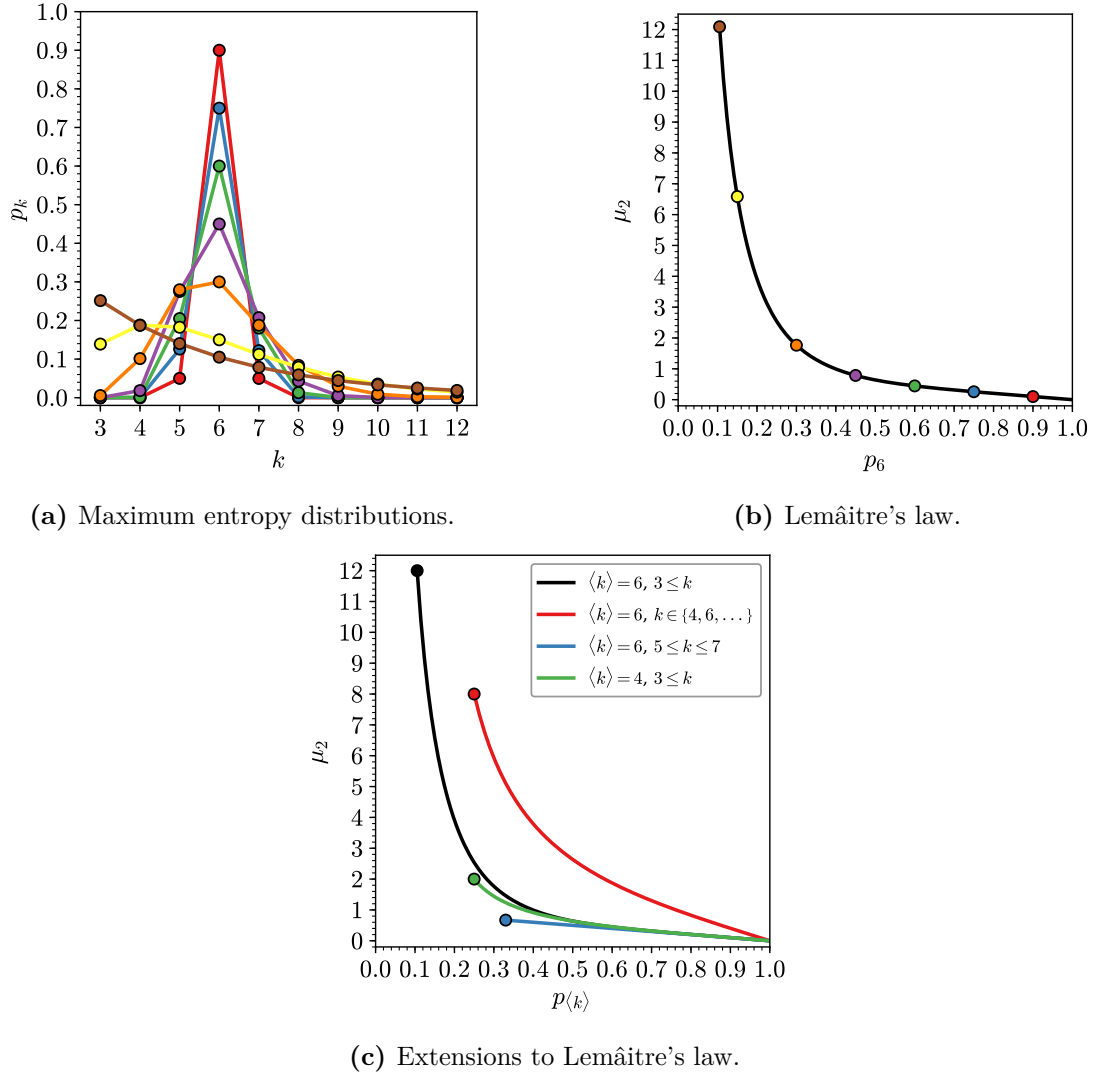 1.0
0.9
0.8
0.7
0.6
0.5
0.4
0.3
0.2
0.1
0.0
p_k
3 4 5 6 7 8 9 10 11 12
k
(a) Maximum entropy distributions.
12
11
10
9
8
7
6
5
4
3
2
1
0
μ_2
0.0 0.1 0.2 0.3 0.4 0.5 0.6 0.7 0.8 0.9 1.0
p_6
(b) Lemâitre's law.
12
11
10
9
8
7
6
5
4
3
2
1
0
μ_2
⟨k⟩ = 6, 3 ≤ k
⟨k⟩ = 6, k ∈ {4, 6, ...}
⟨k⟩ = 6, 5 ≤ k ≤ 7
⟨k⟩ = 4, 3 ≤ k
0.0 0.1 0.2 0.3 0.4 0.5 0.6 0.7 0.8 0.9 1.0
p_⟨k⟩
(c) Extensions to Lemâitre's law.